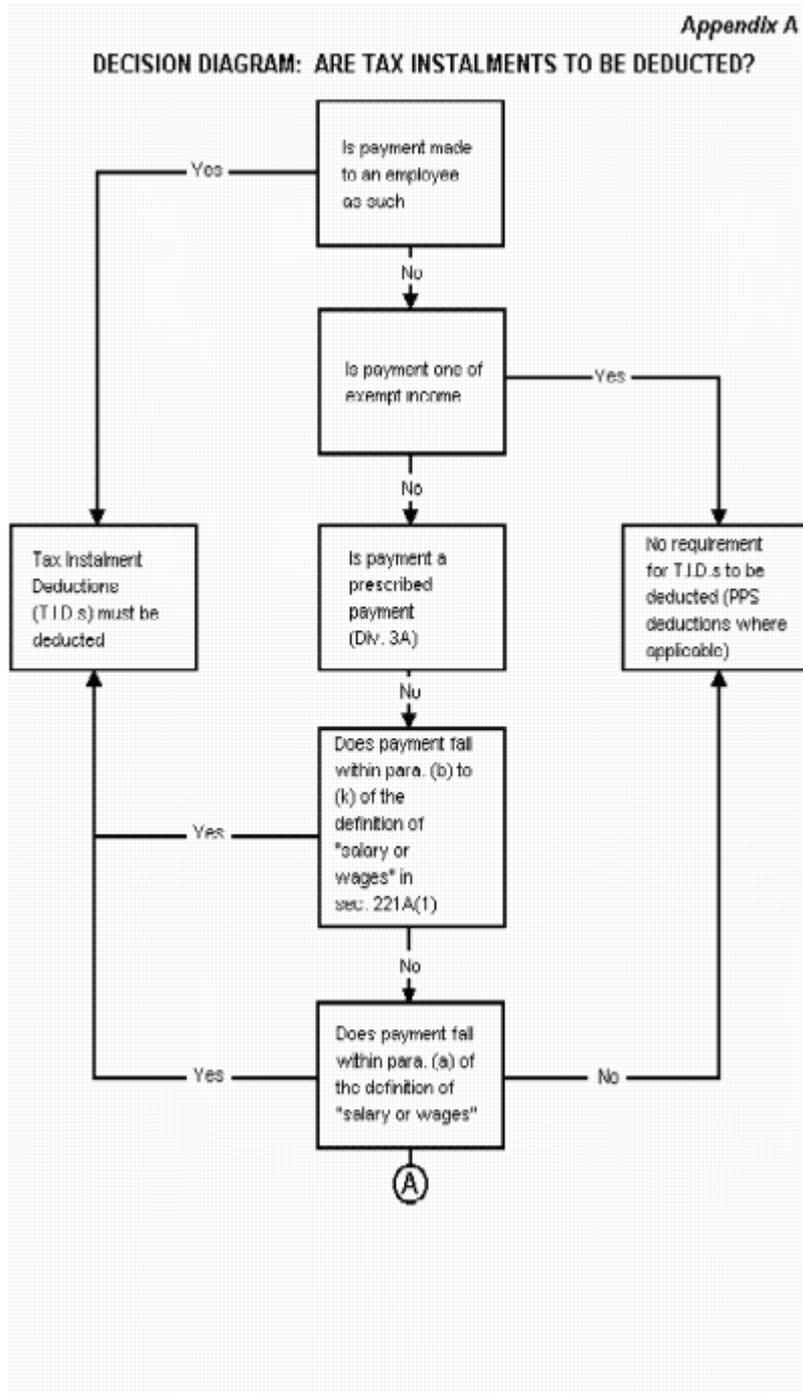 Appendix A
DECISION DIAGRAM: ARE TAX INSTALMENTS TO BE DEDUCTED?
Is payment made
to an employee
as such
Yes
No
Is payment one of
exempt income
Yes
No
Tax Instalment
Deductions
(T.I.D.s) must be
deducted
Is payment a
prescribed
payment
(Div. 3A)
No requirement
for T.I.D.s to be
deducted (PPS
deductions where
applicable)
No
Does payment fall
within para. (b) to
(k) of the
definition of
"salary or
wages" in
sec. 221A(1)
Yes
No
Does payment fall
within para. (a) of
the definition of
"salary or wages"
Yes
No
A